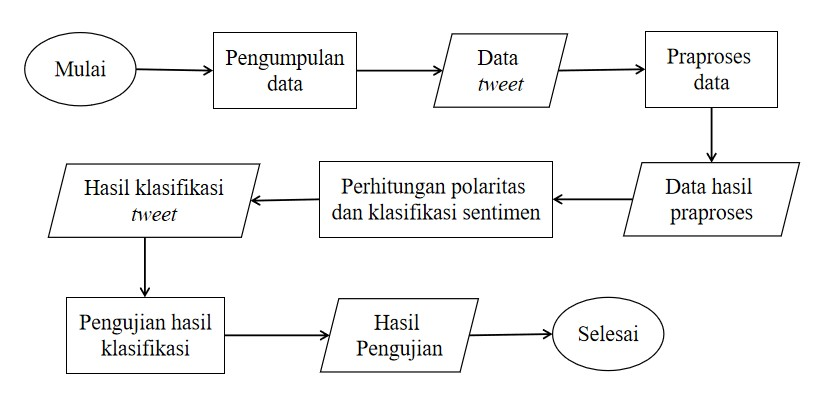 Mulai
Pengumpulan
data
Data
tweet
Praproses
data
Data hasil
praproses
Perhitungan polaritas
dan klasifikasi sentimen
Hasil klasifikasi
tweet
Pengujian hasil
klasifikasi
Hasil
Pengujian
Selesai